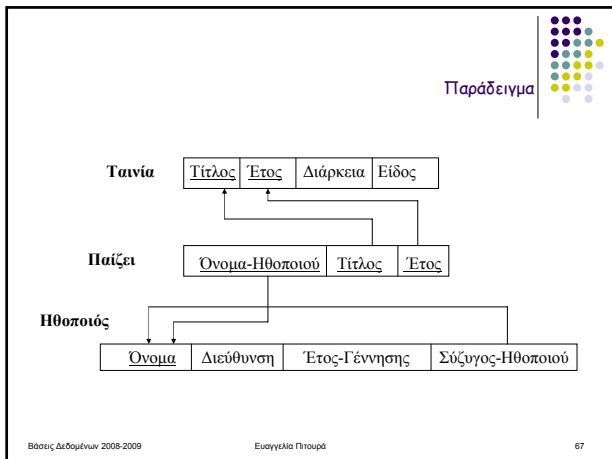 Παράδειγμα
Ταινία Τίτλος Έτος Διάρκεια Είδος
Παίζει Όνομα-Ηθοποιού Τίτλος Έτος
Ηθοποιός
Όνομα Διεύθυνση Έτος-Γέννησης Σύζυγος-Ηθοποιού
Βάσεις Δεδομένων 2008-2009 Ευαγγελία Πιτουρά 67